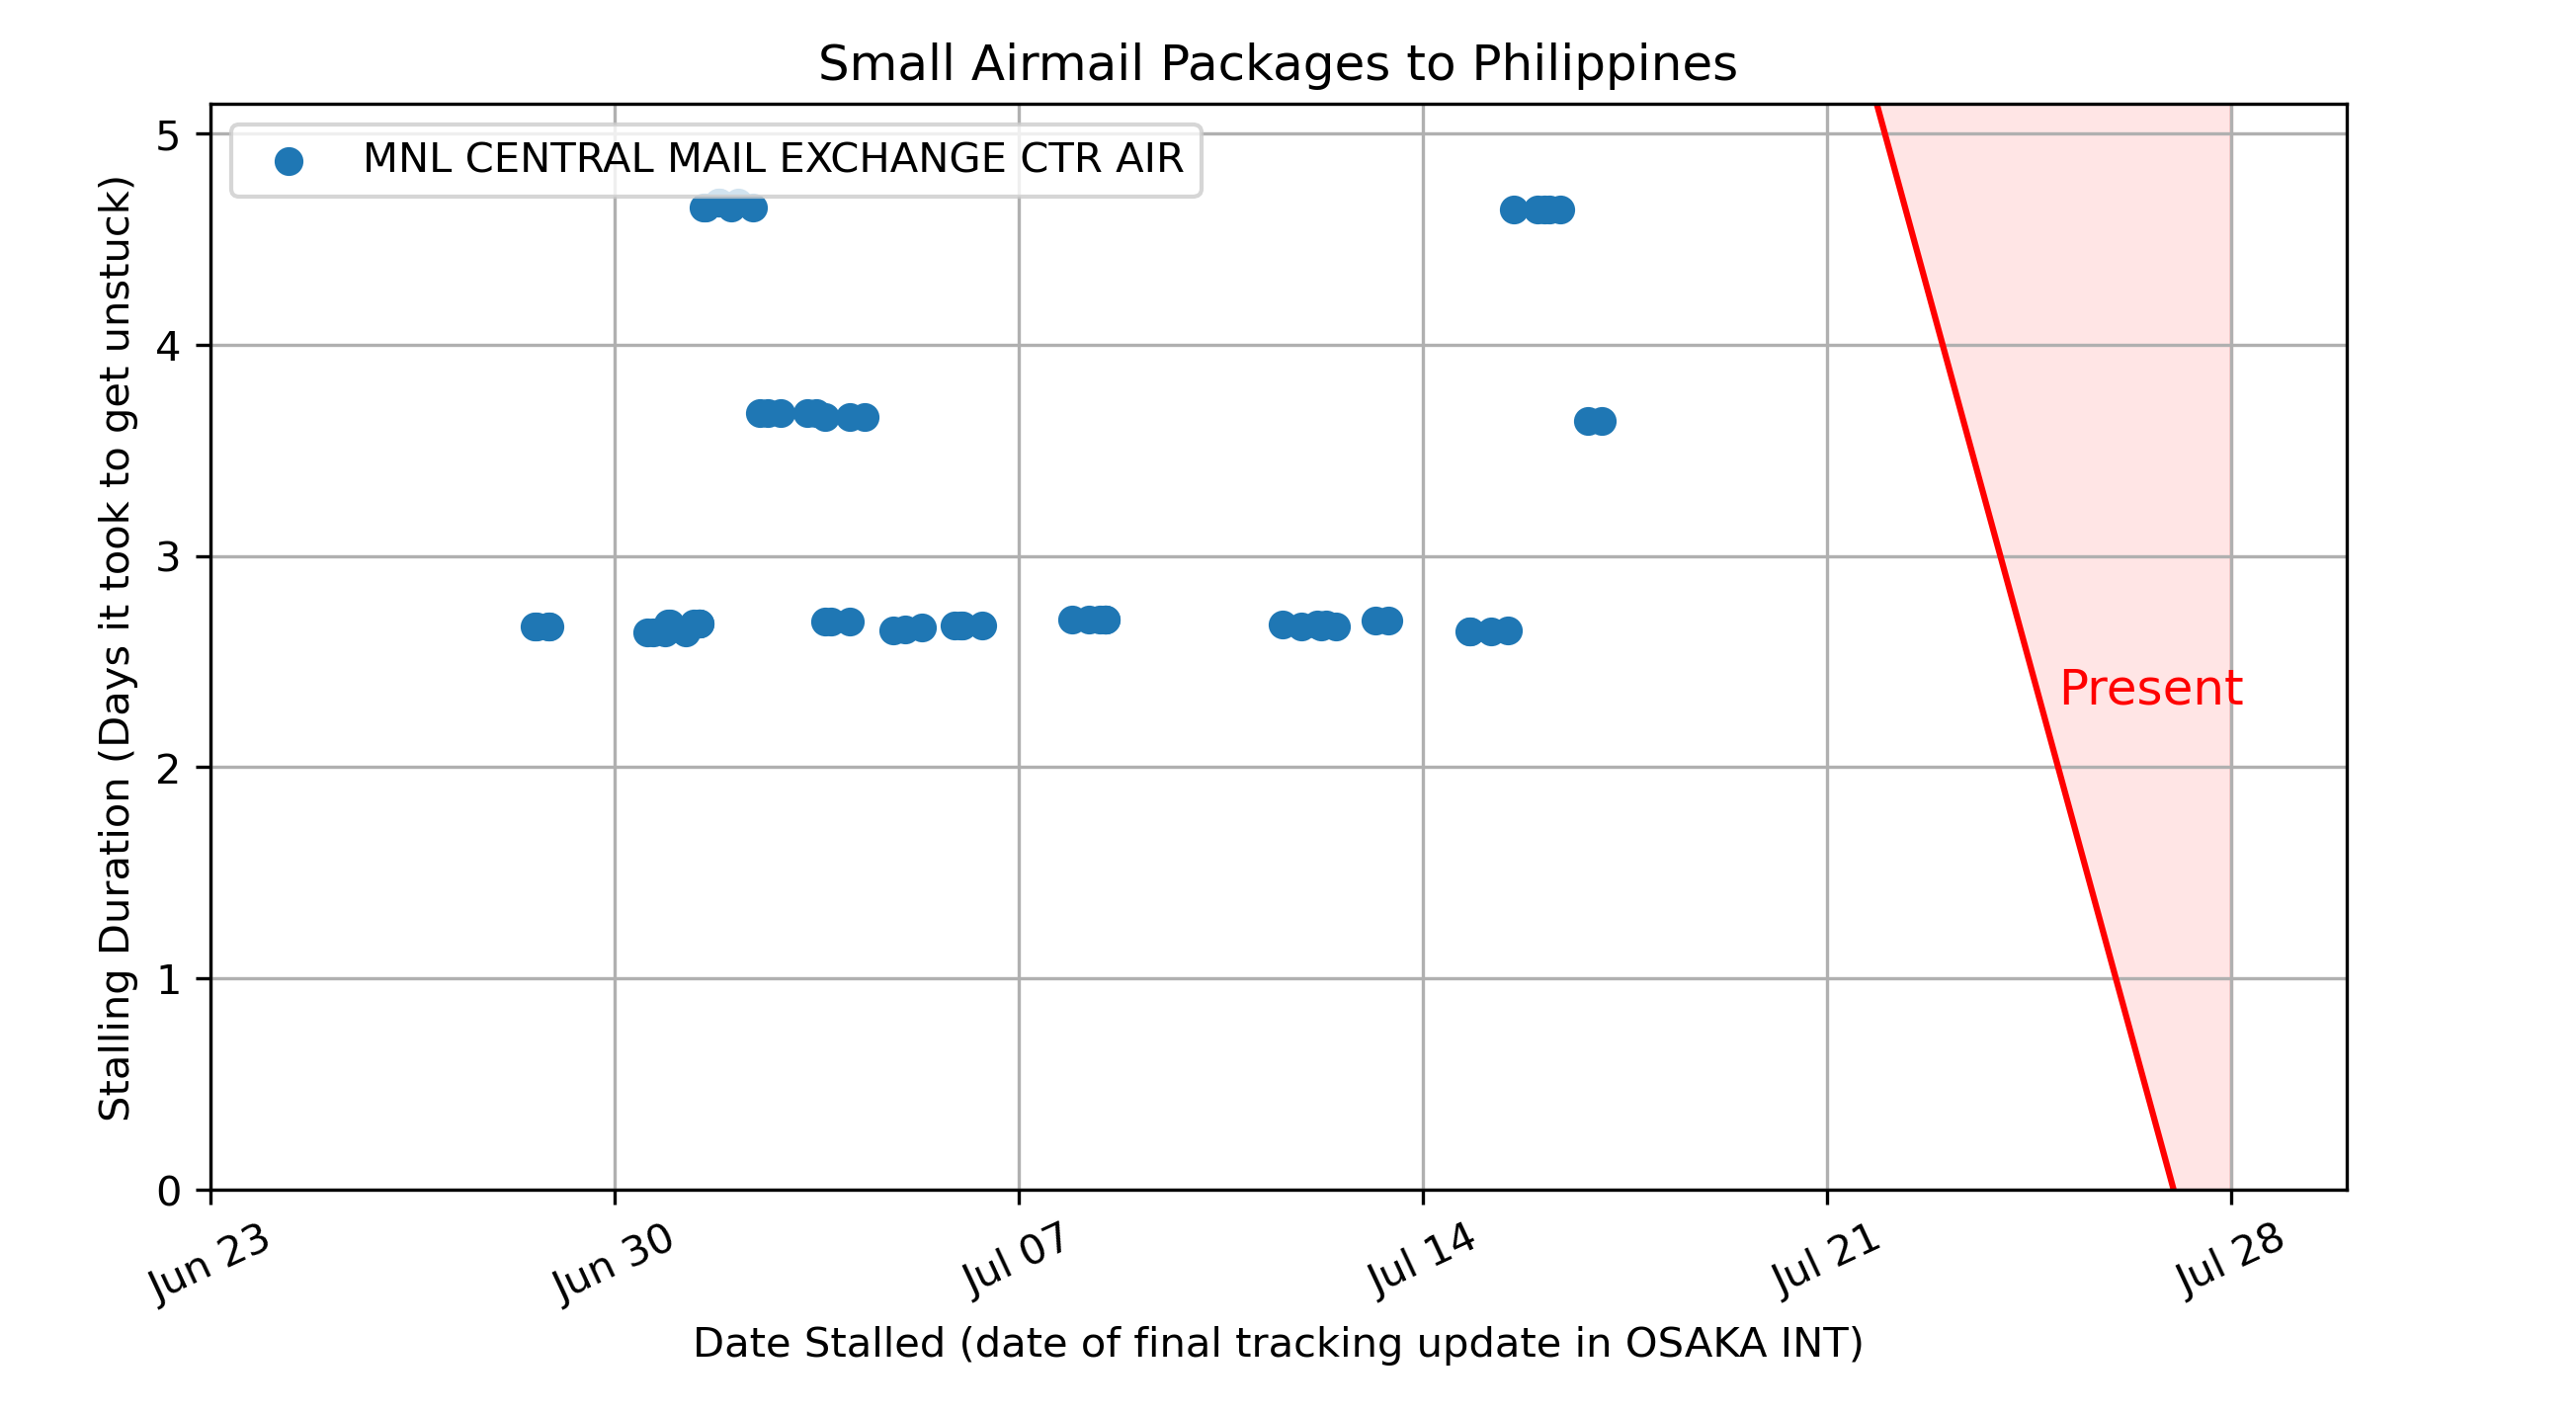 Small Airmail Packages to Philippines
MNL CENTRAL MAIL EXCHANGE CTR AIR
Stalling Duration (Days it took to get unstuck)
5
4
3
2
1
0
Present
Jun 23
Jun 30
Jul 07
Jul 14
Jul 21
Jul 28
Date Stalled (date of final tracking update in OSAKA INT)